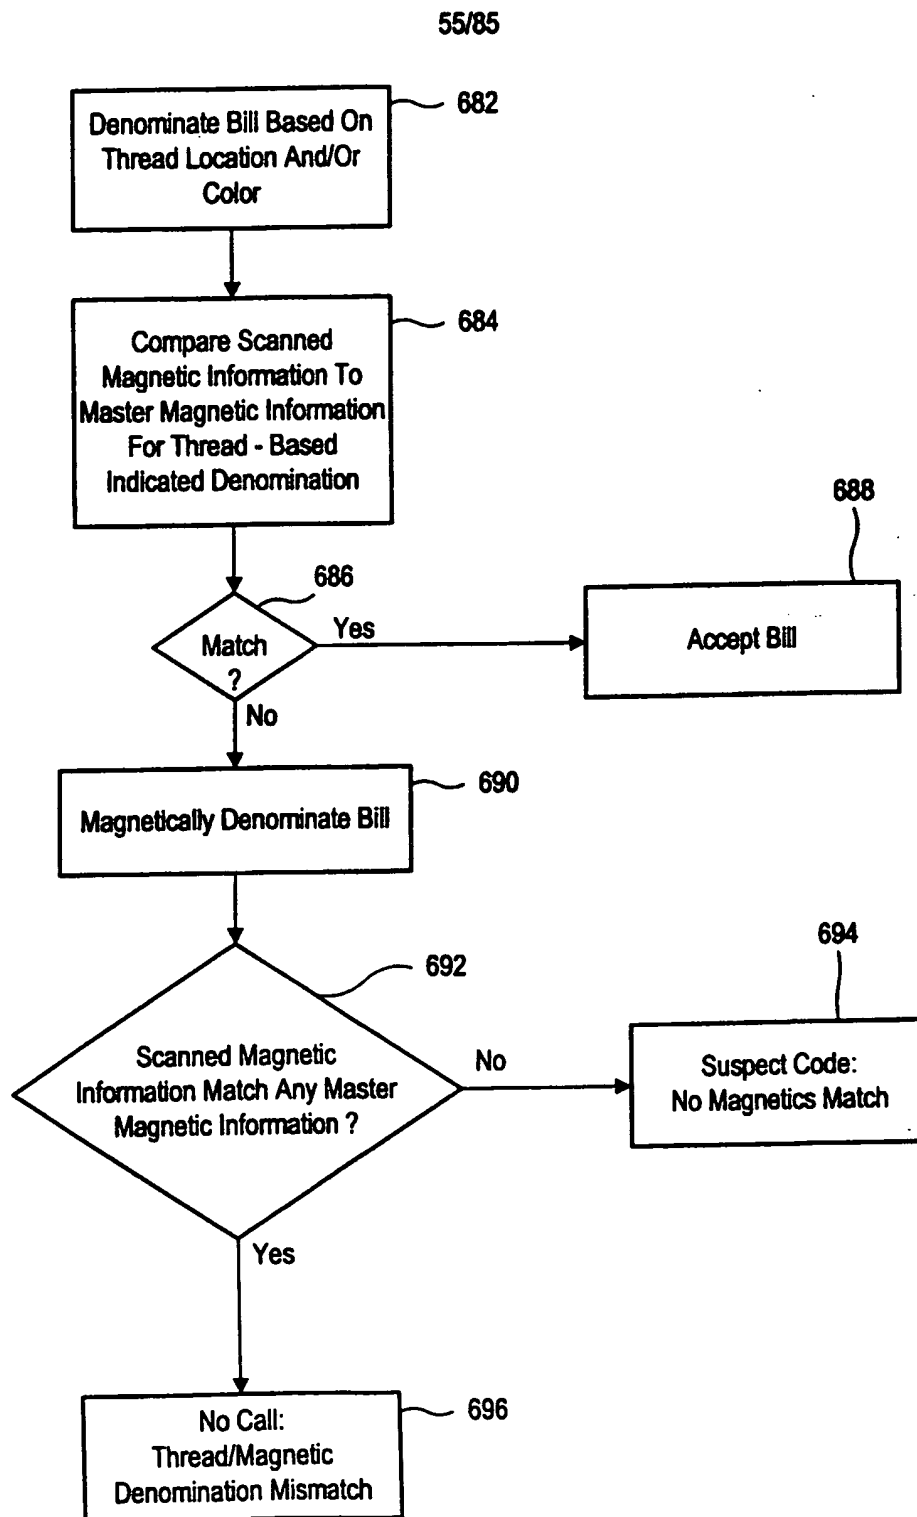 55/85
682
Denominate Bill Based On
Thread Location And/Or
Color
684
Compare Scanned
Magnetic Information To
Master Magnetic Information
For Thread - Based
Indicated Denomination
688
686
Match
?
Yes
Accept Bill
No
690
Magnetically Denominate Bill
694
692
Scanned Magnetic
Information Match Any Master
Magnetic Information ?
No
Suspect Code:
No Magnetics Match
Yes
696
No Call:
Thread/Magnetic
Denomination Mismatch